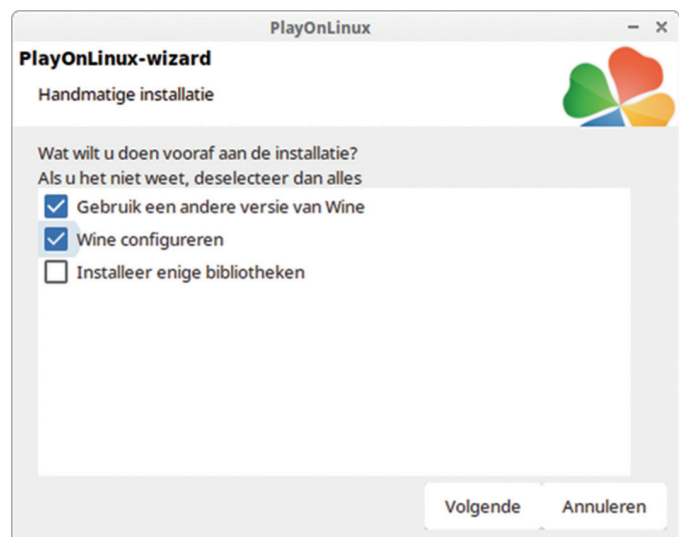 PlayOnLinux
PlayOnLinux-wizard
Handmatige installatie
Wat wilt u doen vooraf aan de installatie?
Als u het niet weet, deselecteer dan alles
Gebruik een andere versie van Wine
Wine configureren
Installeer enige bibliotheken
Volgende Annuleren